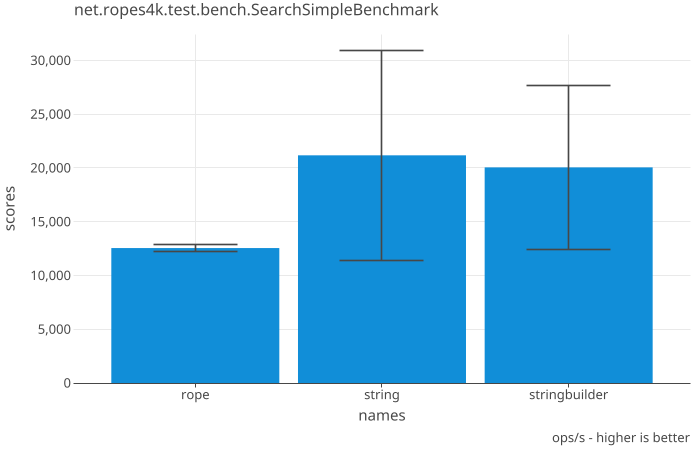 net.ropes4k.test.bench.SearchSimpleBenchmark
30,000
25,000
20,000
15,000
10,000
5,000
0
scores
rope string stringbuilder
names
ops/s - higher is better